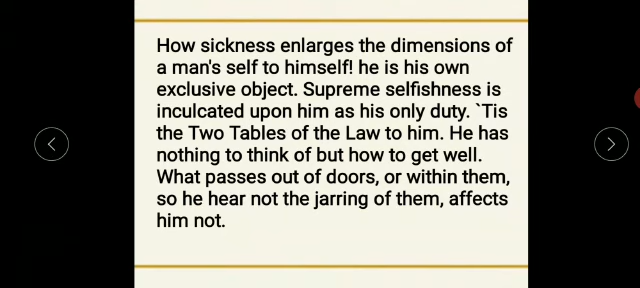 How sickness enlarges the dimensions of
a man's self to himself! he is his own
exclusive object. Supreme selfishness is
inculcated upon him as his only duty. `Tis
the Two Tables of the Law to him. He has
nothing to think of but how to get well.
What passes out of doors, or within them,
so he hear not the jarring of them, affects
him not.